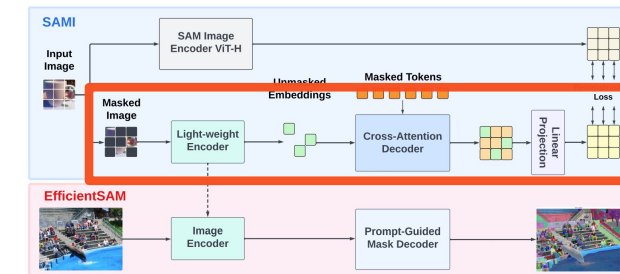 SAMI
SAM Image
Encoder ViT-H
Input
Image
Unmasked
Embeddings
Masked Tokens
Loss
Masked
Image
Light-weight
Encoder
Cross-Attention
Decoder
Linear
Projection
EfficientSAM
Image
Encoder
Prompt-Guided
Mask Decoder